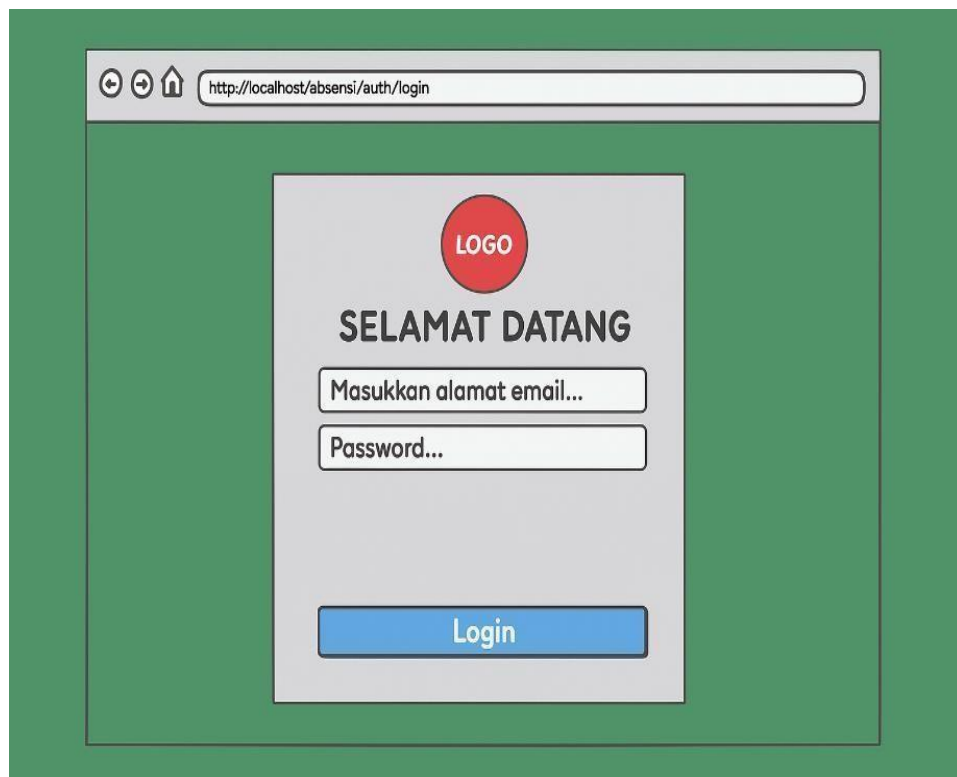 http://localhost/absensi/auth/login
LOGO
SELAMAT DATANG
Masukkan alamat email...
Password...
Login